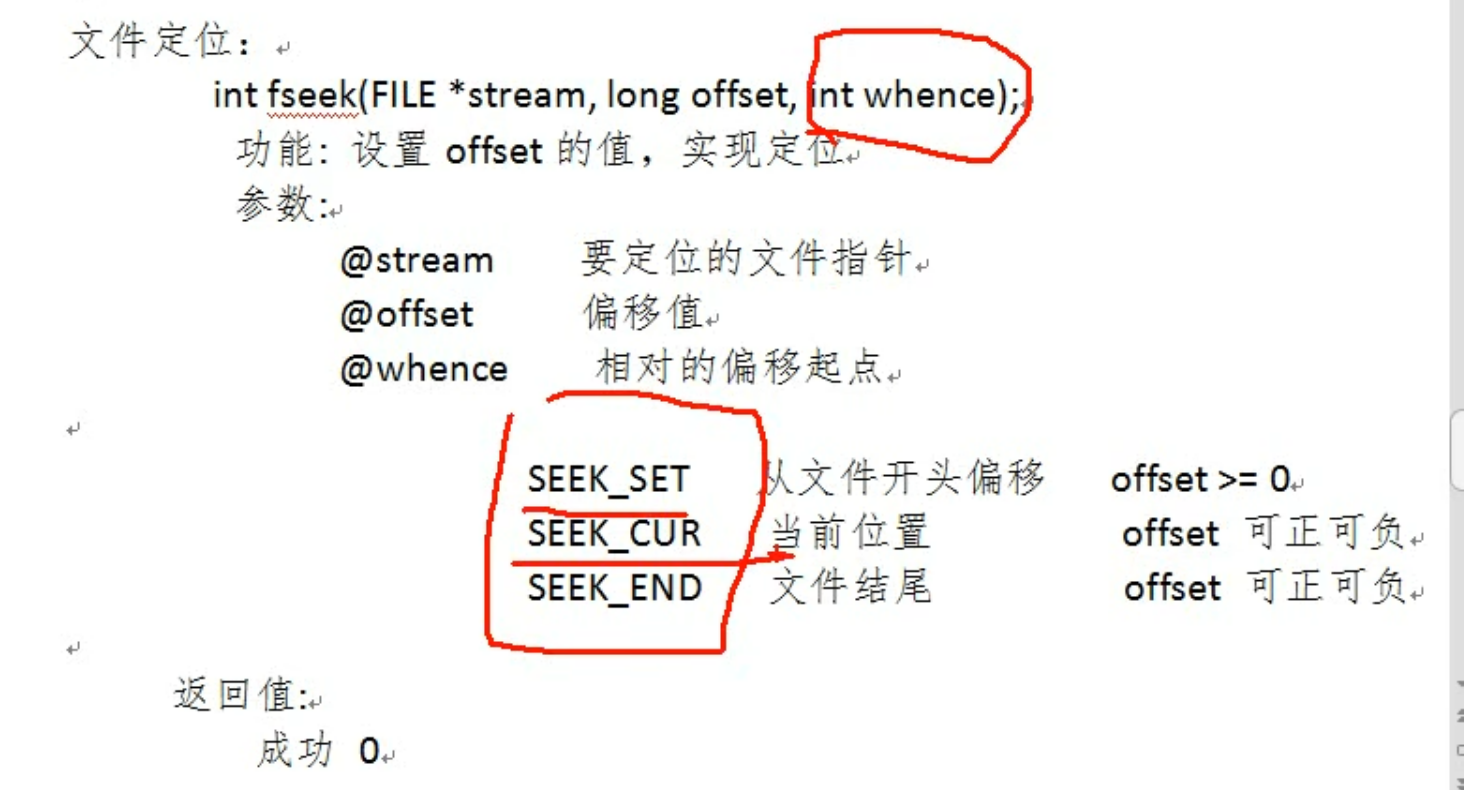 文件定位：
int fseek(FILE *stream, long offset, int whence);
功能: 设置 offset 的值，实现定位
参数:
@stream 要定位的文件指针
@offset 偏移值
@whence 相对的偏移起点
SEEK_SET 从文件开头偏移 offset >= 0
SEEK_CUR 当前位置 offset 可正可负
SEEK_END 文件结尾 offset 可正可负
返回值:
成功 0